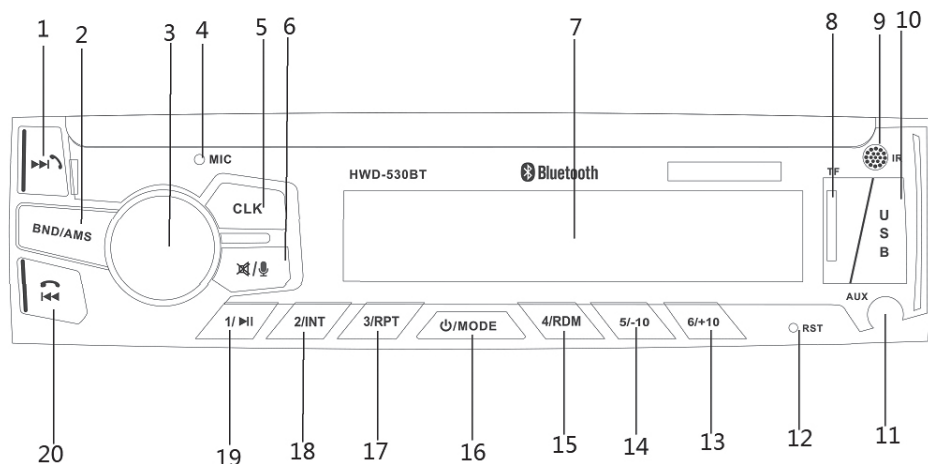 1 2 3 4 5 6 7 8 9 10
MIC
HWD-530BT
Bluetooth
TF
IR
CLK
BND/AMS
USB
AUX
1/
2/INT
3/RPT
/MODE
4/RDM
5/-10
6/+10
RST
20 19 18 17 16 15 14 13 12 11